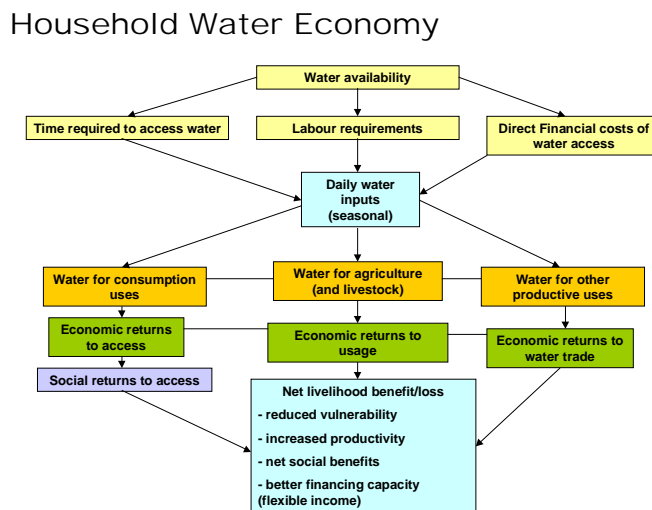 Household Water Economy
Water availability
Time required to access water
Labour requirements
Direct Financial costs of
water access
Daily water
inputs
(seasonal)
Water for consumption
uses
Water for agriculture
(and livestock)
Water for other
productive uses
Economic returns
to access
Economic returns to
usage
Economic returns to
water trade
Social returns to access
Net livelihood benefit/loss
- reduced vulnerability
- increased productivity
- net social benefits
- better financing capacity
(flexible income)